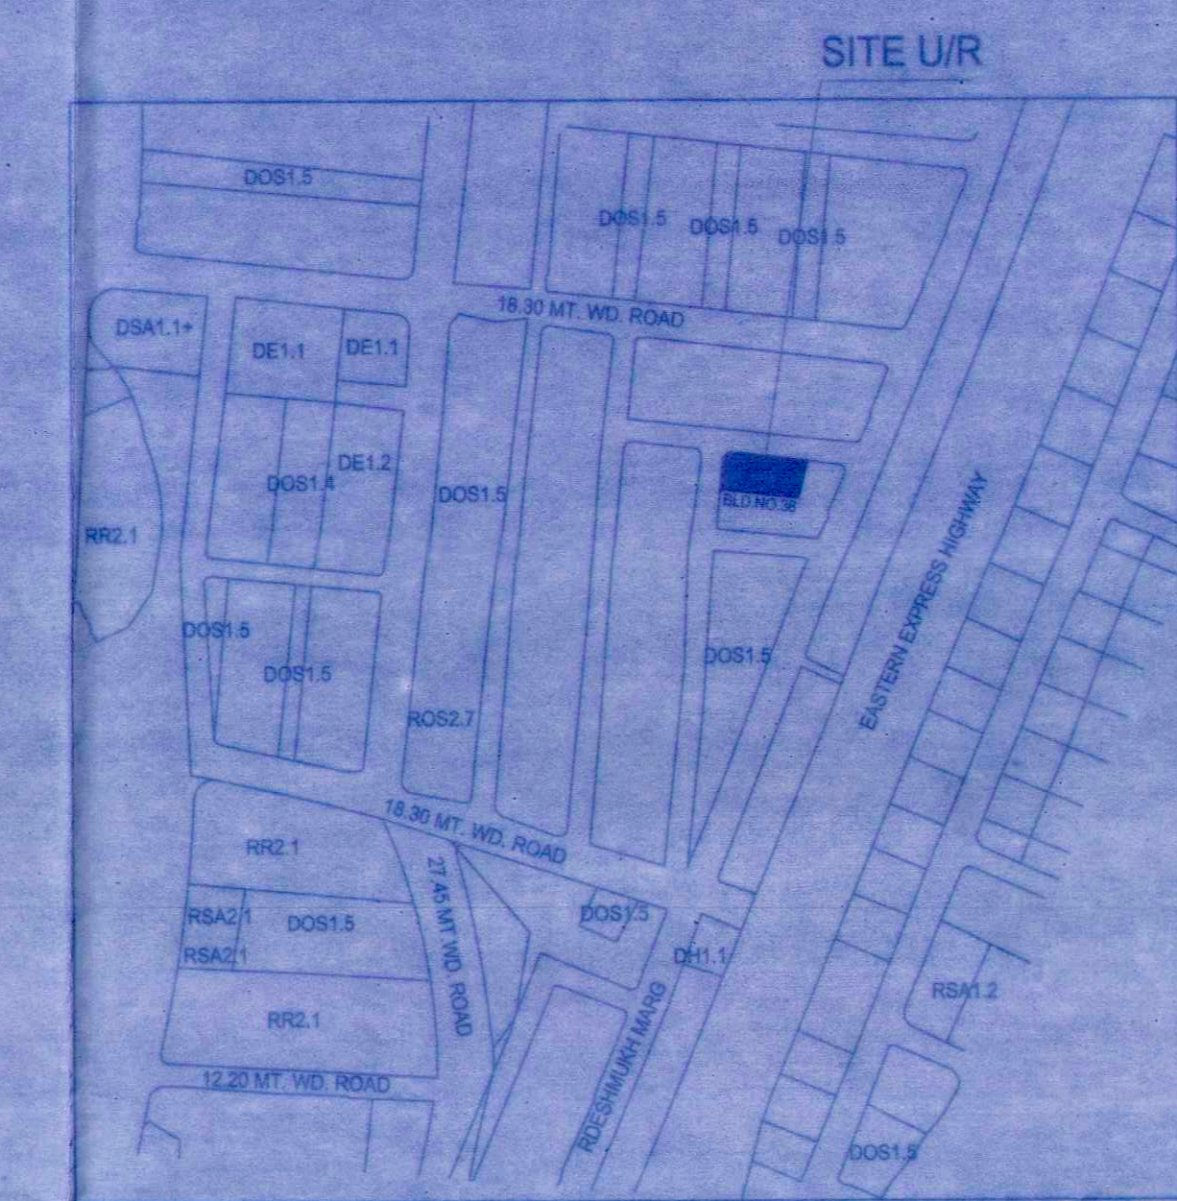 SITE U/R
DOS1.5
DOS1.5
DOS1.5
DOS1.5
18.30 MT. WD. ROAD
DSA1.1+
DE1.1
DE1.1
DE1.2
DOS1.4
DOS1.5
BLD.NO.36
RR2.1
EASTERN EXPRESS HIGHWAY
DOS1.5
DOS1.5
DOS1.5
ROS2.7
18.30 MT. WD. ROAD
RR2.1
27.45 MT WD ROAD
RSA2.1
DOS1.5
DOS1.5
RSA2.1
DH1.1
RSA1.2
RR2.1
RDESHMUKH MARG
12.20 MT. WD. ROAD
DOS1.5